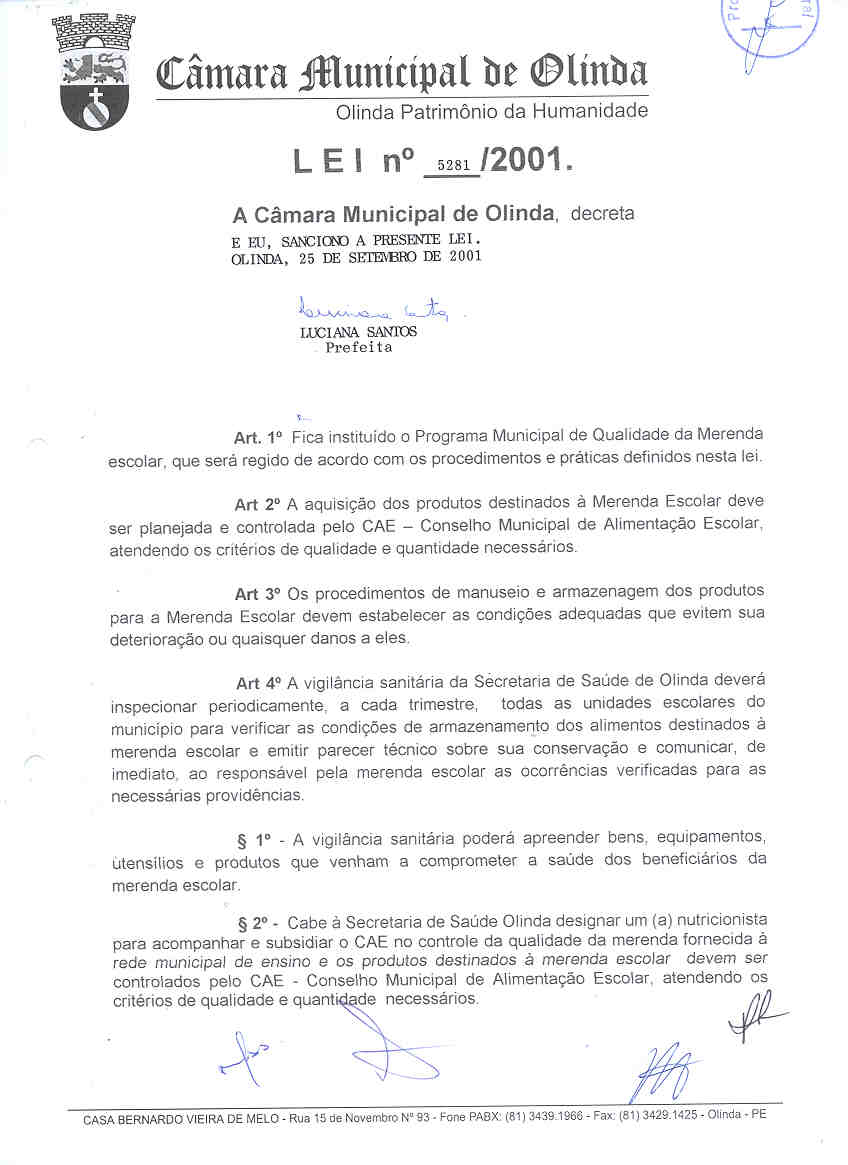 Câmara Municipal de Olinda
Olinda Patrimônio da Humanidade
L E I nº 5281 /2001.
A Câmara Municipal de Olinda, decreta
E EU, SANCIONO A PRESENTE LEI.
OLINDA, 25 DE SETEMBRO DE 2001
LUCIANA SANTOS
Prefeita
Art. 1º Fica instituído o Programa Municipal de Qualidade da Merenda
escolar, que será regido de acordo com os procedimentos e práticas definidos nesta lei.
Art 2º A aquisição dos produtos destinados à Merenda Escolar deve
ser planejada e controlada pelo CAE – Conselho Municipal de Alimentação Escolar,
atendendo os critérios de qualidade e quantidade necessários.
Art 3º Os procedimentos de manuseio e armazenagem dos produtos
para a Merenda Escolar devem estabelecer as condições adequadas que evitem sua
deterioração ou quaisquer danos a eles.
Art 4º A vigilância sanitária da Secretaria de Saúde de Olinda deverá
inspecionar periodicamente, a cada trimestre, todas as unidades escolares do
município para verificar as condições de armazenamento dos alimentos destinados à
merenda escolar e emitir parecer técnico sobre sua conservação e comunicar, de
imediato, ao responsável pela merenda escolar as ocorrências verificadas para as
necessárias providências.
§ 1º - A vigilância sanitária poderá apreender bens, equipamentos,
utensílios e produtos que venham a comprometer a saúde dos beneficiários da
merenda escolar.
§ 2º - Cabe à Secretaria de Saúde Olinda designar um (a) nutricionista
para acompanhar e subsidiar o CAE no controle da qualidade da merenda fornecida à
rede municipal de ensino e os produtos destinados à merenda escolar devem ser
controlados pelo CAE - Conselho Municipal de Alimentação Escolar, atendendo os
critérios de qualidade e quantidade necessários.
CASA BERNARDO VIEIRA DE MELO - Rua 15 de Novembro Nº 93 - Fone PABX: (81) 3439.1966 - Fax: (81) 3429.1425 - Olinda - PE